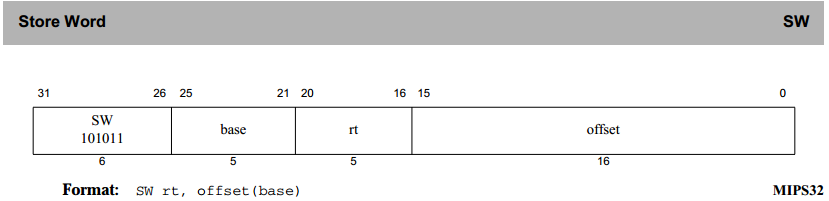 Store Word SW
31 26 25 21 20 16 15 0
SW base rt offset
101011
6 5 5 16
Format: SW rt, offset(base) MIPS32